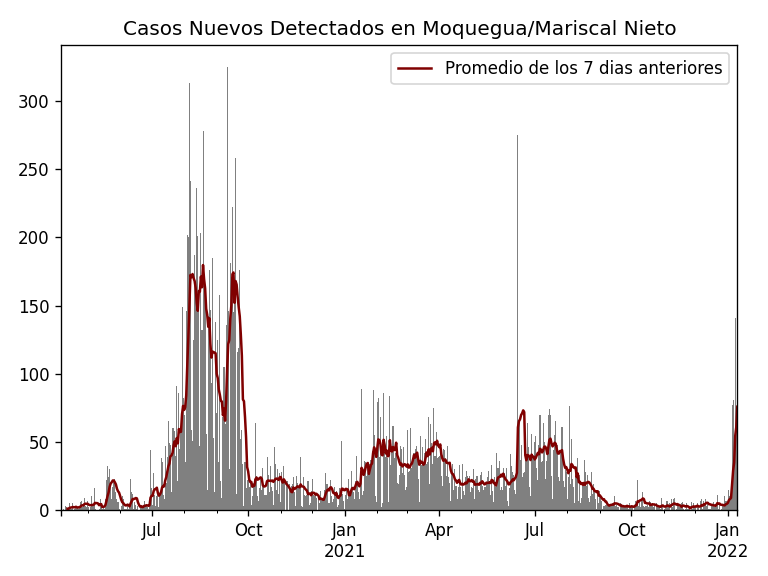 Casos Nuevos Detectados en Moquegua/Mariscal Nieto
Promedio de los 7 dias anteriores
300
250
200
150
100
50
0
Jul Oct Jan Apr Jul Oct Jan
2021 2022